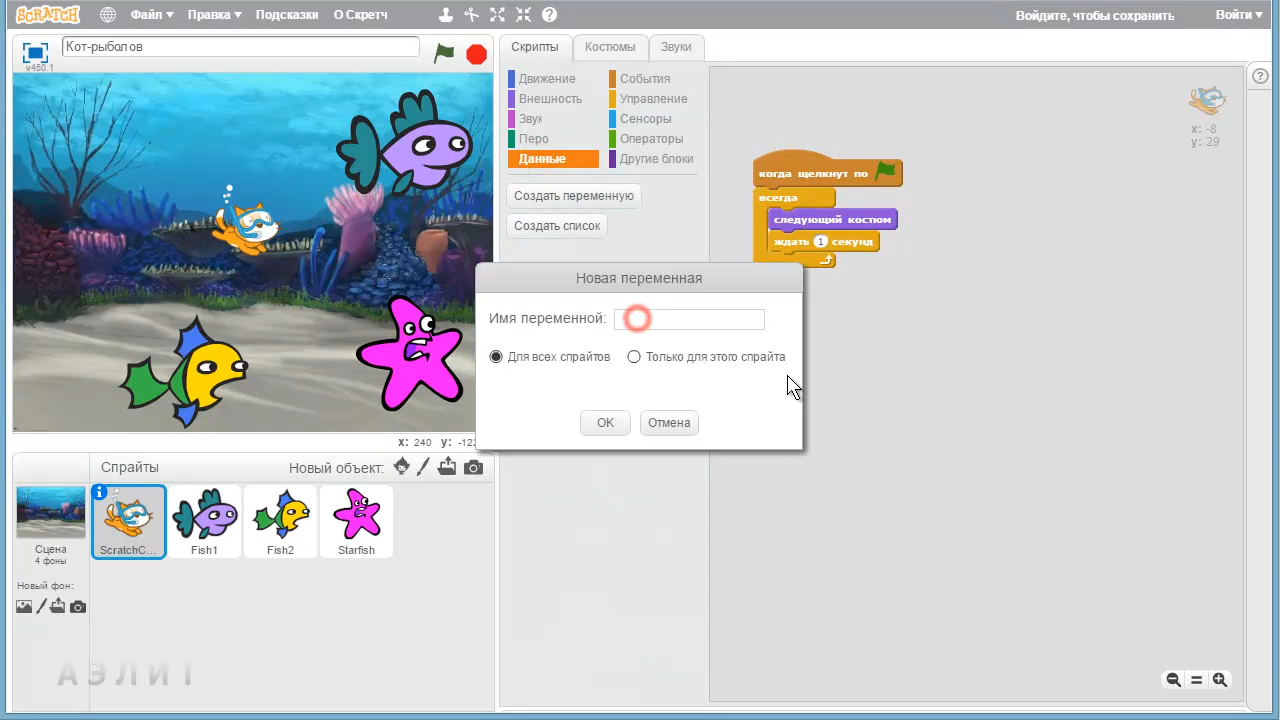 SCRATCH
Файл Правка Подсказки О Скретч
Войдите, чтобы сохранить Войти
v450.1
Кот-рыболов
Скрипты Костюмы Звуки
Движение События
Внешность Управление
Звук Сенсоры
Перо Операторы
Данные Другие блоки
Создать переменную
Создать список
когда щелкнут по
всегда
следующий костюм
ждать 1 секунд
x: -8
y: 29
Новая переменная
Имя переменной:
Для всех спрайтов Только для этого спрайта
OK Отмена
x: 240 y: -12
Спрайты Новый объект:
Сцена
4 фоны
Новый фон:
ScratchC... Fish1 Fish2 Starfish
АЭЛИТ